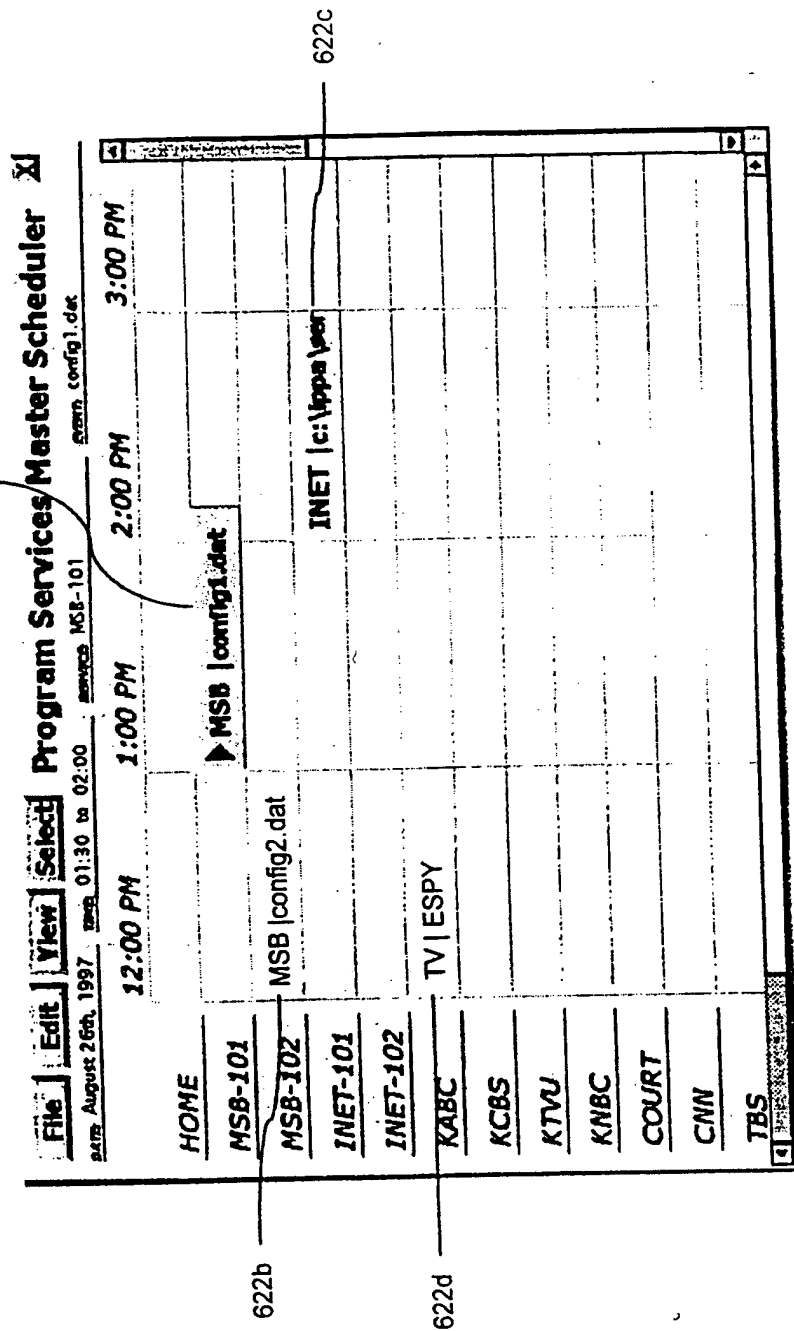 File Edit View Select Program Services Master Scheduler X
DATE August 26th, 1997 TIME 01:30 to 02:00 SERVICE MSB-101 EVENT config1.dat
12:00 PM 1:00 PM 2:00 PM 3:00 PM
HOME
MSB-101 MSB |config1.dat
MSB-102 MSB |config2.dat
INET-101 INET |c:\ippa\
INET-102
KABC TV | ESPY
KCBS
KTVU
KNBC
COURT
CNN
TBS
622b
622d
622c